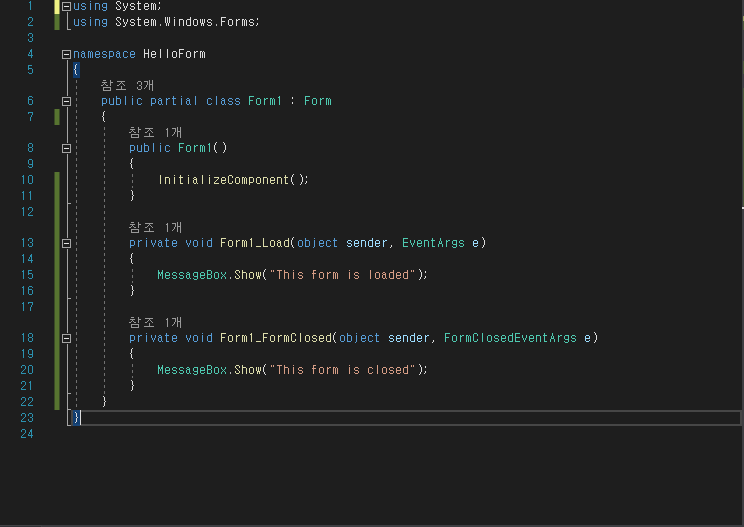 1 using System;
2 using System.Windows.Forms;
3
4 namespace HelloForm
5 {
참조 3개
6 public partial class Form1 : Form
7 {
참조 1개
8 public Form1()
9 {
10 InitializeComponent();
11 }
12
참조 1개
13 private void Form1_Load(object sender, EventArgs e)
14 {
15 MessageBox.Show("This form is loaded");
16 }
17
참조 1개
18 private void Form1_FormClosed(object sender, FormClosedEventArgs e)
19 {
20 MessageBox.Show("This form is closed");
21 }
22 }
23 }
24